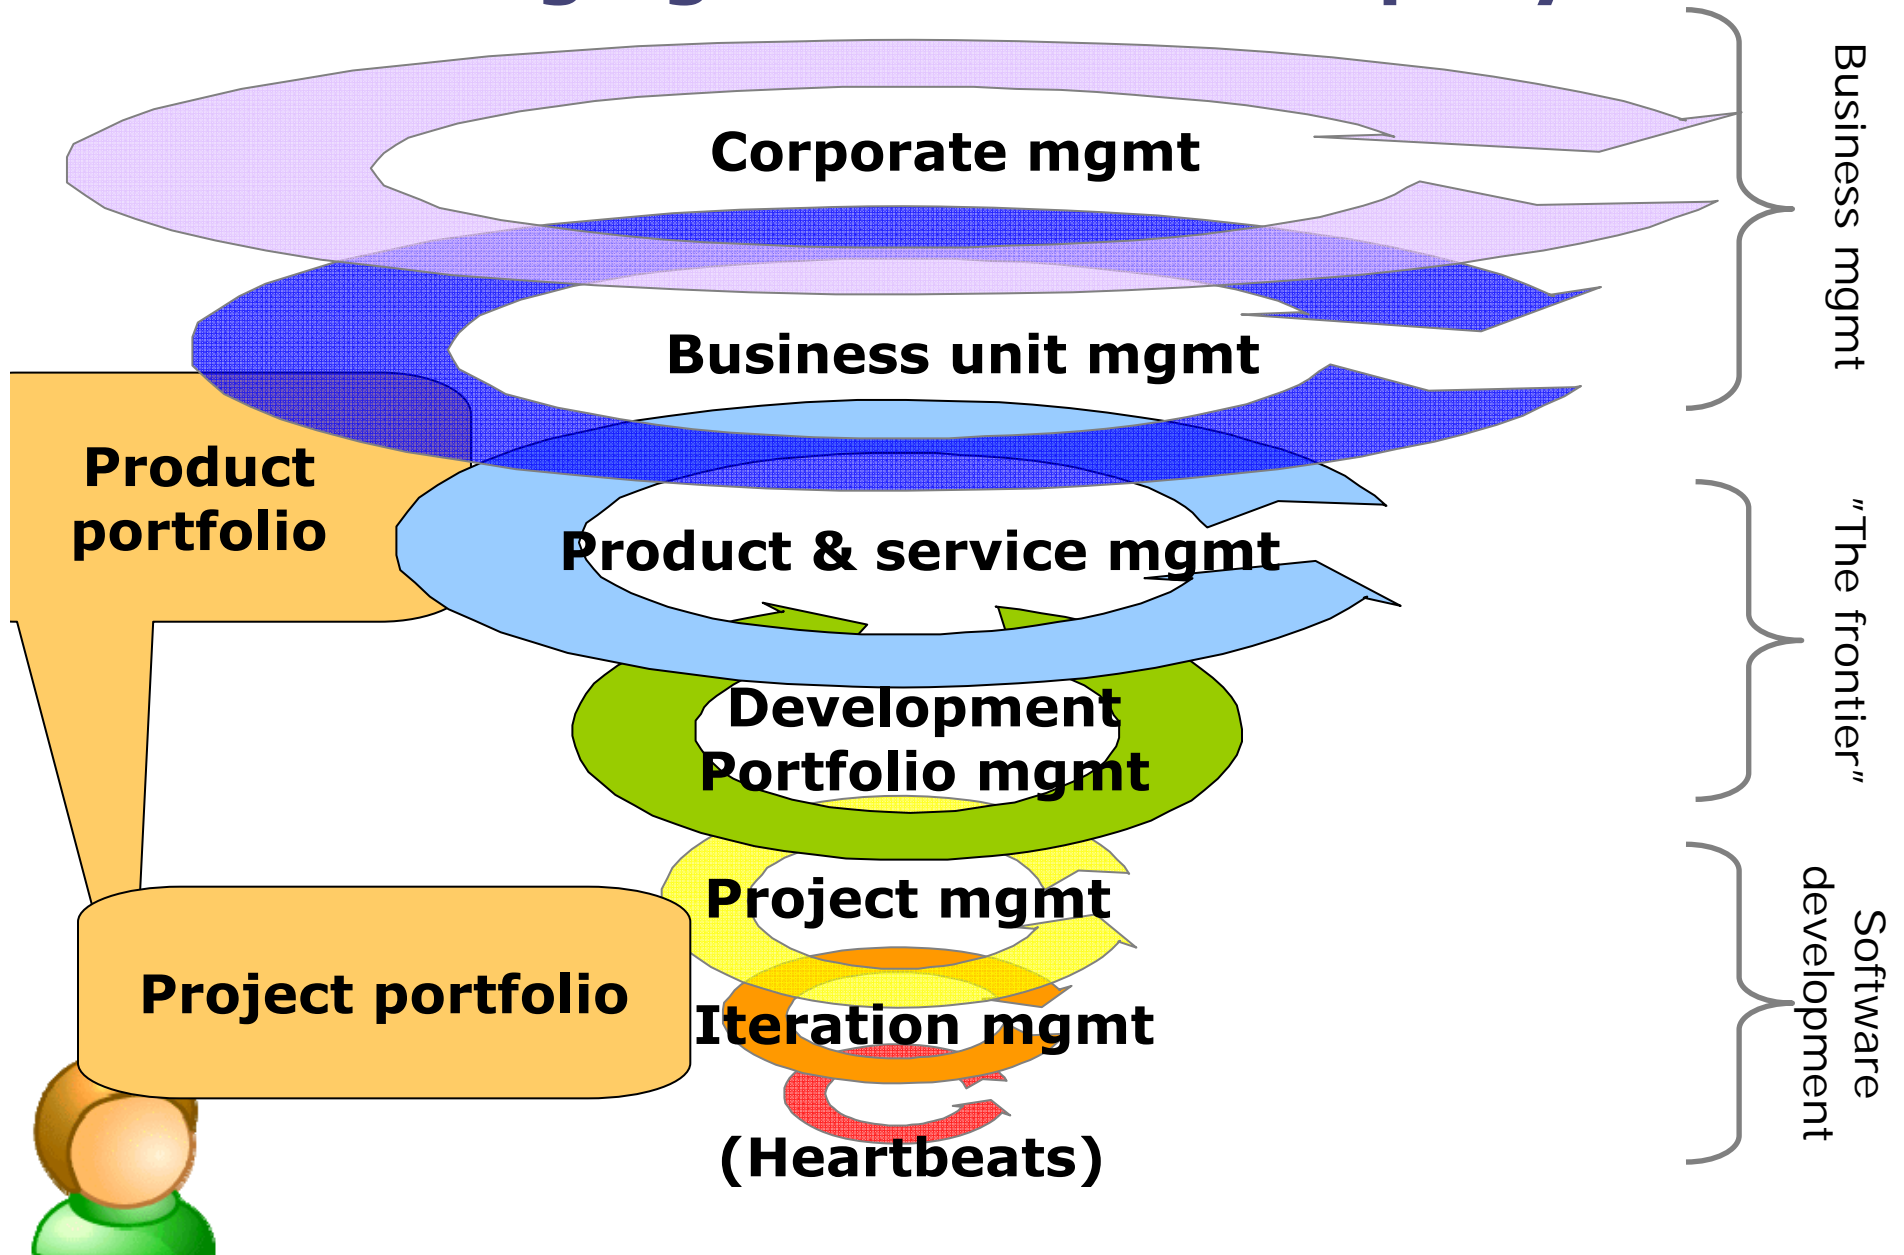 Corporate mgmt
Business unit mgmt
Product
portfolio
Product & service mgmt
Development
Portfolio mgmt
Project mgmt
Project portfolio
Iteration mgmt
(Heartbeats)
Business mgmt
"The frontier"
Software
development